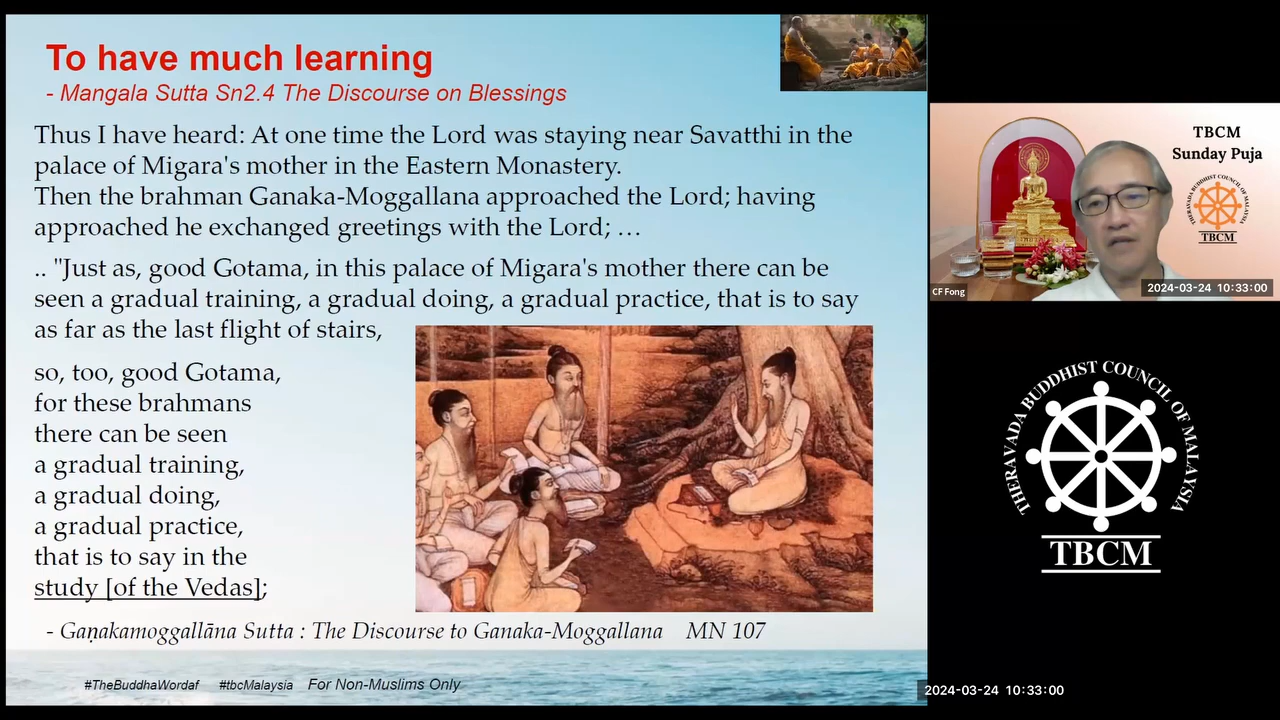 To have much learning
- Mangala Sutta Sn2.4 The Discourse on Blessings
Thus I have heard: At one time the Lord was staying near Savatthi in the
palace of Migara's mother in the Eastern Monastery.
Then the brahman Ganaka-Moggallana approached the Lord; having
approached he exchanged greetings with the Lord; …
.. "Just as, good Gotama, in this palace of Migara's mother there can be
seen a gradual training, a gradual doing, a gradual practice, that is to say
as far as the last flight of stairs,
so, too, good Gotama,
for these brahmans
there can be seen
a gradual training,
a gradual doing,
a gradual practice,
that is to say in the
study [of the Vedas];
- Gaṇakamoggallāna Sutta : The Discourse to Ganaka-Moggallana MN 107
#TheBuddhaWordaf #tbcMalaysia For Non-Muslims Only
TBCM
Sunday Puja
THERAVADA BUDDHIST COUNCIL OF MALAYSIA
TBCM
CF Fong
2024-03-24 10:33:00
THERAVADA BUDDHIST COUNCIL OF MALAYSIA
TBCM
2024-03-24 10:33:00